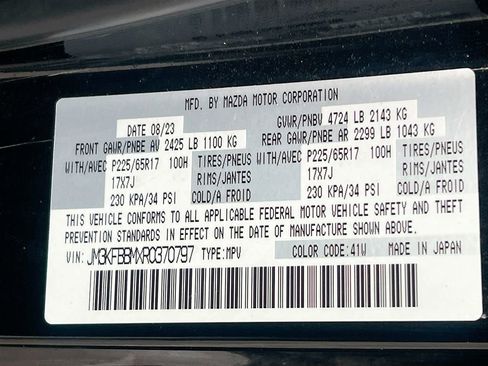 MFD. BY MAZDA MOTOR CORPORATION
DATE 08/23 GVWR/PNBV 4724 LB 2143 KG
FRONT GAWR/PNBE AV 2425 LB 1100 KG REAR GAWR/PNBE AR 2299 LB 1043 KG
WITH/AVEC P225/65R17 100H TIRES/PNEUS WITH/AVEC P225/65R17 100H TIRES/PNEUS
17X7J RIMS/JANTES 17X7J RIMS/JANTES
230 KPA/34 PSI COLD/A FROID 230 KPA/34 PSI COLD/A FROID
THIS VEHICLE CONFORMS TO ALL APPLICABLE FEDERAL MOTOR VEHICLE SAFETY AND THEFT
PREVENTION STANDARDS IN EFFECT ON THE DATE OF MANUFACTURE SHOWN ABOVE.
VIN: JM3KFBBMXR0370797 TYPE: MPV COLOR CODE: 41W MADE IN JAPAN